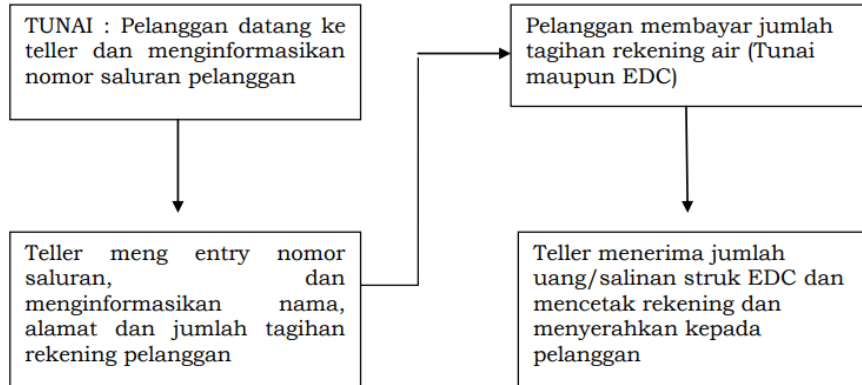 TUNAI : Pelanggan datang ke
teller dan menginformasikan
nomor saluran pelanggan
Teller meng entry nomor
saluran, dan
menginformasikan nama,
alamat dan jumlah tagihan
rekening pelanggan
Pelanggan membayar jumlah
tagihan rekening air (Tunai
maupun EDC)
Teller menerima jumlah
uang/salinan struk EDC dan
mencetak rekening dan
menyerahkan kepada
pelanggan